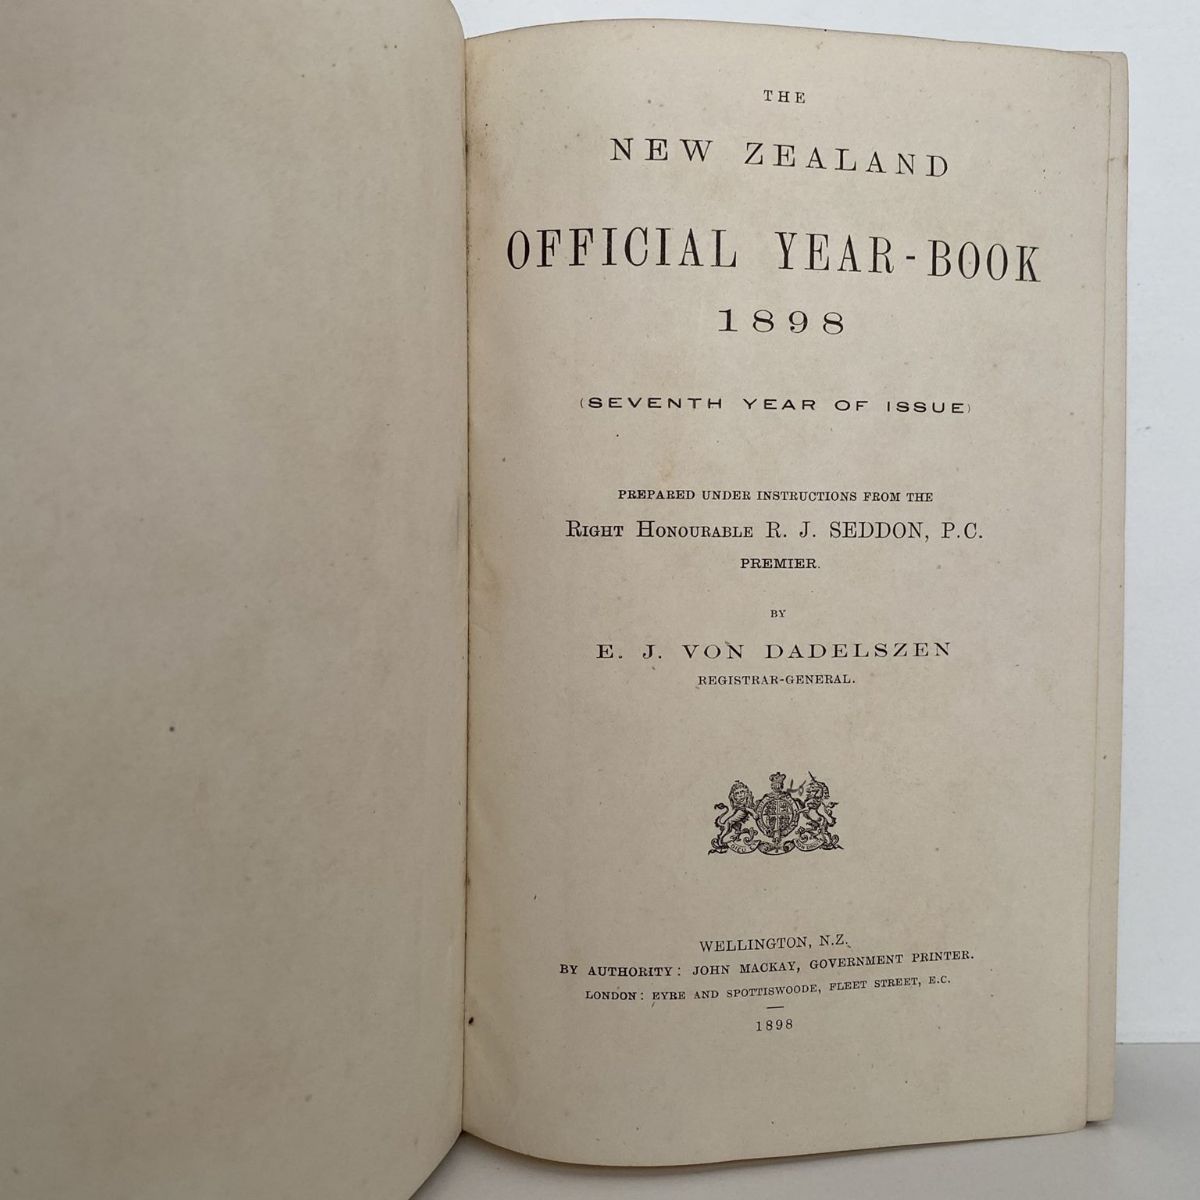 THE
NEW ZEALAND
OFFICIAL YEAR-BOOK
1898
(SEVENTH YEAR OF ISSUE)
PREPARED UNDER INSTRUCTIONS FROM THE
RIGHT HONOURABLE R. J. SEDDON, P.C.
PREMIER.
BY
E. J. VON DADELSZEN
REGISTRAR-GENERAL.
WELLINGTON, N.Z.
BY AUTHORITY: JOHN MACKAY, GOVERNMENT PRINTER.
LONDON: EYRE AND SPOTTISWOODE, FLEET STREET, E.C.
1898